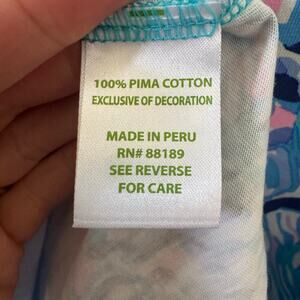 100% PIMA COTTON
EXCLUSIVE OF DECORATION
MADE IN PERU
RN# 88189
SEE REVERSE
FOR CARE